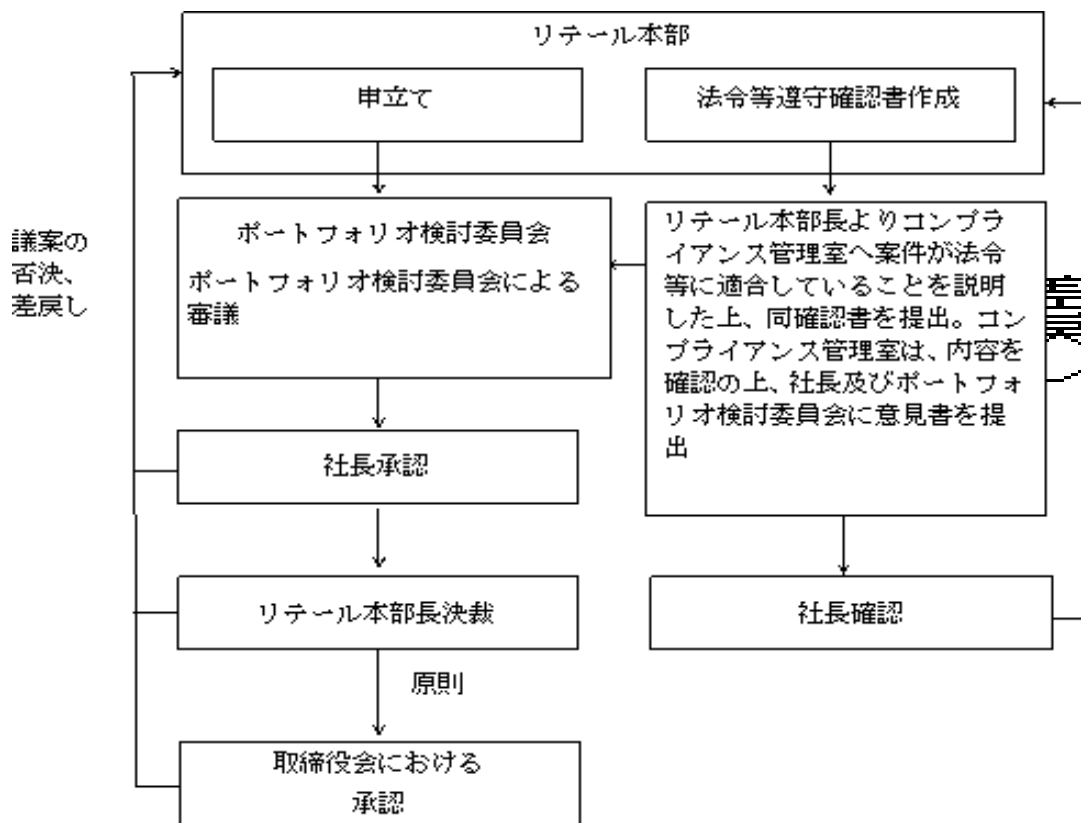 リテール本部
申立て
法令等遵守確認書作成
ポートフォリオ検討委員会
ポートフォリオ検討委員会による
審議
リテール本部長よりコンプラ
イアンス管理室へ案件が法令
等に適合していることを説明
した上、同確認書を提出。コン
プライアンス管理室は、内容を
確認の上、社長及びポートフォ
リオ検討委員会に意見書を提
出
議案の
否決、
差戻し
社長承認
リテール本部長決裁
社長確認
原則
取締役会における
承認